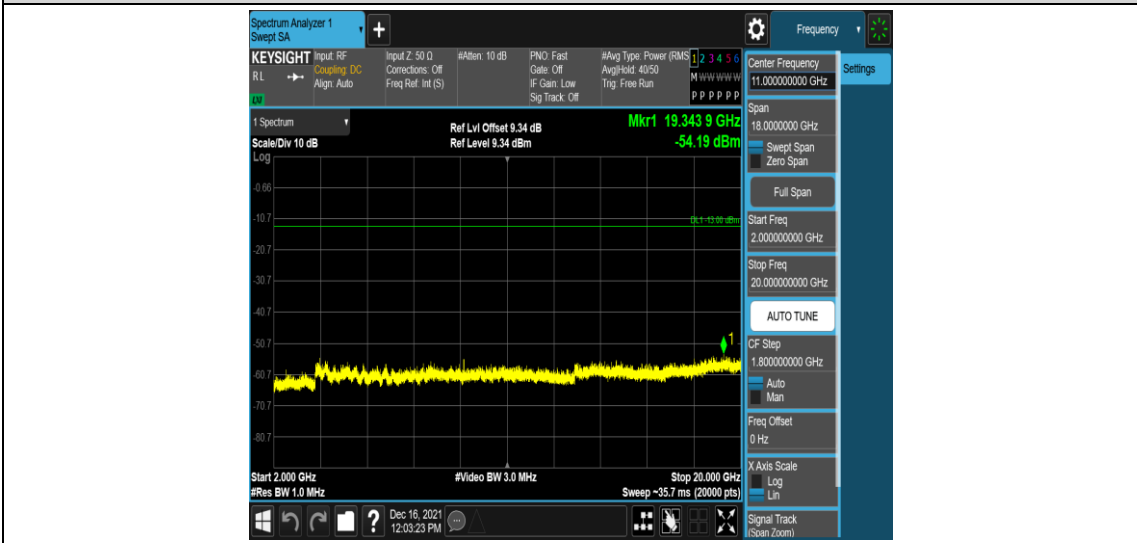 Spectrum Analyzer 1
Swept SA
+
Frequency
KEYSIGHT
Input: RF
Coupling: DC
Align: Auto
Input Z: 50 Ω
Corrections: Off
Freq Ref: Int (S)
#Atten: 10 dB
PNO: Fast
Gate: Off
IF Gain: Low
Sig Track: Off
#Avg Type: Power (RMS
Avg|Hold: 40/50
Trig: Free Run
1 2 3 4 5 6
M W W W W W
P P P P P P
RL
LXI
1 Spectrum
Scale/Div 10 dB
Ref Lvl Offset 9.34 dB
Ref Level 9.34 dBm
Mkr1 19.343 9 GHz
-54.19 dBm
Log
-0.66
-10.7
DL1 -13.00 dBm
-20.7
-30.7
-40.7
-50.7
1
-60.7
-70.7
-80.7
Start 2.000 GHz
#Video BW 3.0 MHz
Stop 20.000 GHz
#Res BW 1.0 MHz
Sweep ~35.7 ms (20000 pts)
?
Dec 16, 2021
12:03:23 PM
Center Frequency
11.000000000 GHz
Settings
Span
18.0000000 GHz
Swept Span
Zero Span
Full Span
Start Freq
2.000000000 GHz
Stop Freq
20.000000000 GHz
AUTO TUNE
CF Step
1.800000000 GHz
Auto
Man
Freq Offset
0 Hz
X Axis Scale
Log
Lin
Signal Track
(Span Zoom)